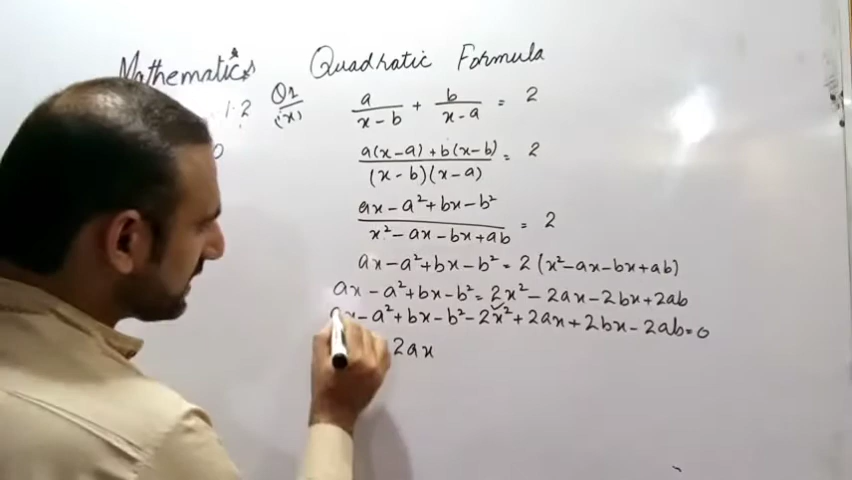 Mathematics Quadratic Formula
1.2 Q1 (x) a/(x-b) + b/(x-a) = 2
(a(x-a)+b(x-b))/((x-b)(x-a)) = 2
(ax-a²+bx-b²)/(x²-ax-bx+ab) = 2
ax-a²+bx-b² = 2(x²-ax-bx+ab)
ax-a²+bx-b² = 2x²-2ax-2bx+2ab
-a²+bx-b²-2x²+2ax+2bx-2ab=0
2ax